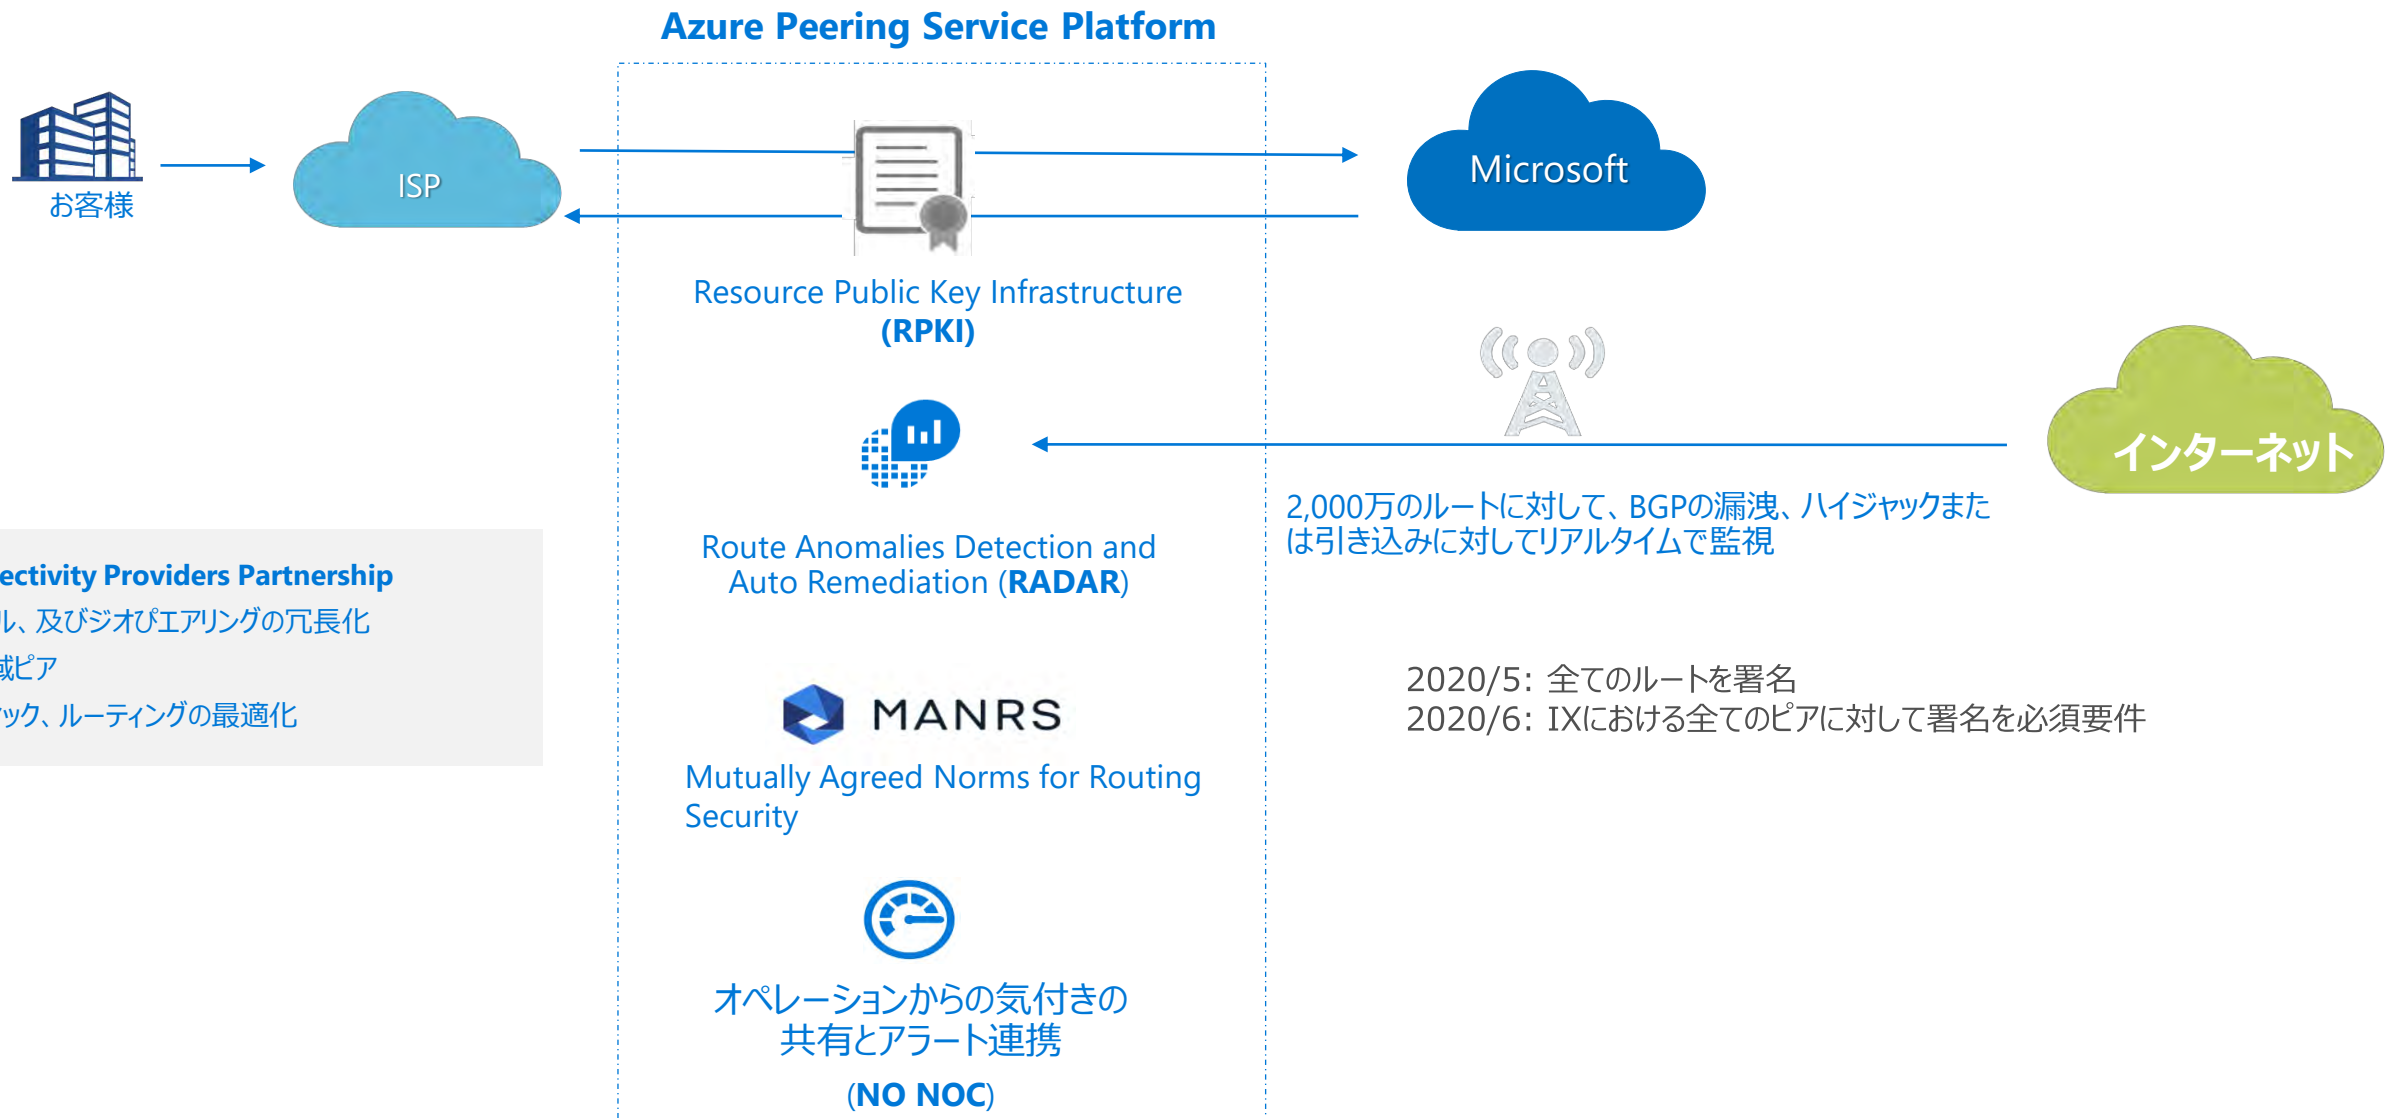 Azure Peering Service Platform
お客様
ISP
Microsoft
Resource Public Key Infrastructure
(RPKI)
インターネット
2,000万のルートに対して、BGPの漏洩、ハイジャックまた
は引き込みに対してリアルタイムで監視
Route Anomalies Detection and
Auto Remediation (RADAR)
ectivity Providers Partnership
ル、及びジオぴエアリングの冗長化
域ピア
ィック、ルーティングの最適化
2020/5: 全てのルートを署名
2020/6: IXにおける全てのピアに対して署名を必須要件
MANRS
Mutually Agreed Norms for Routing
Security
オペレーションからの気付きの
共有とアラート連携
(NO NOC)